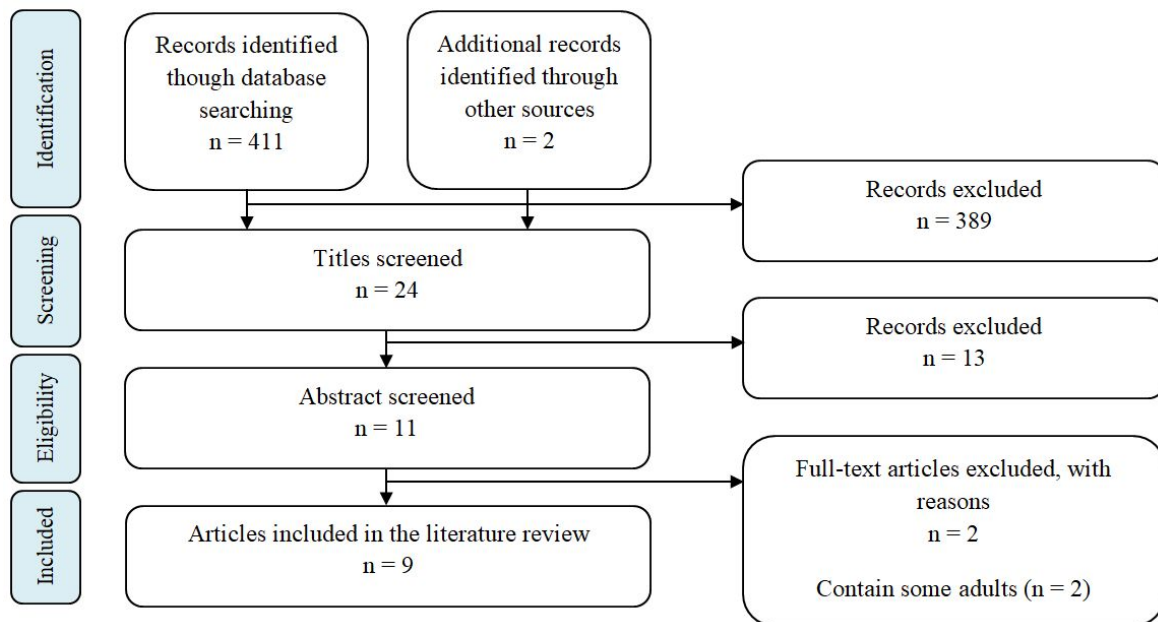 Identification
Records identified
though database
searching
n = 411
Additional records
identified through
other sources
n = 2
Records excluded
n = 389
Screening
Titles screened
n = 24
Records excluded
n = 13
Eligibility
Abstract screened
n = 11
Full-text articles excluded, with
reasons
n = 2
Contain some adults (n = 2)
Included
Articles included in the literature review
n = 9